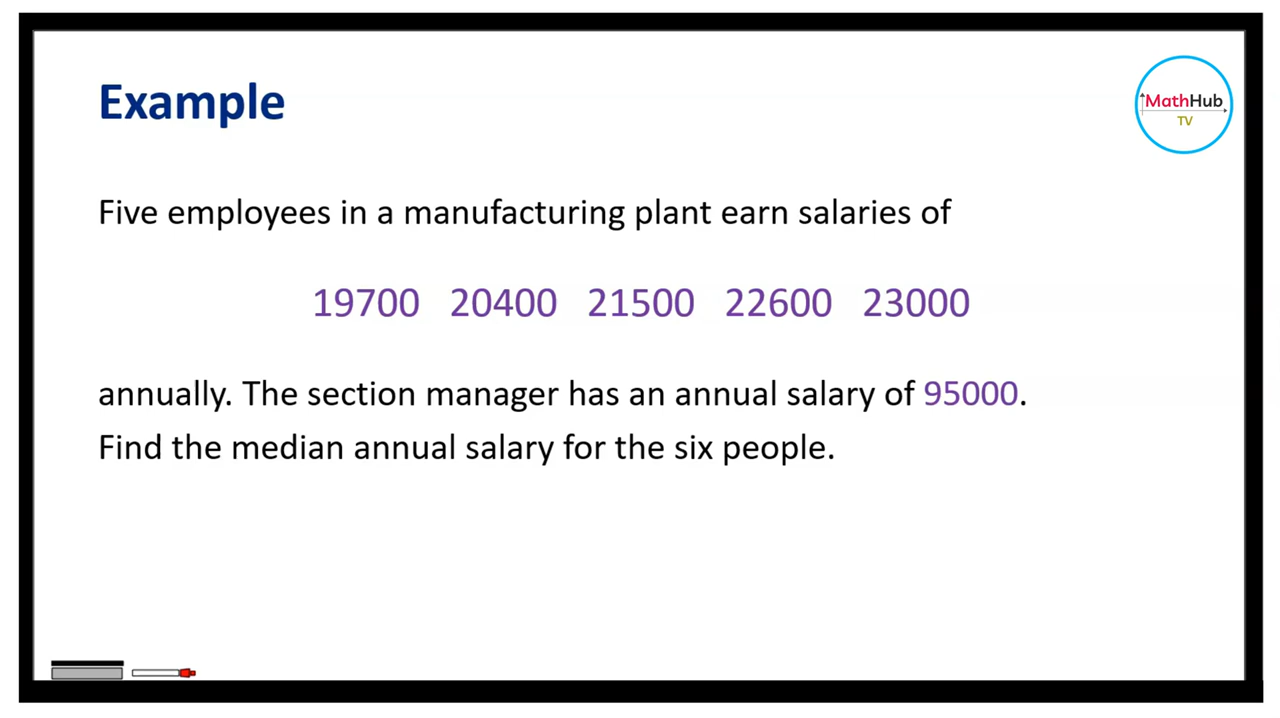 Example
MathHub
TV
Five employees in a manufacturing plant earn salaries of
19700 20400 21500 22600 23000
annually. The section manager has an annual salary of 95000.
Find the median annual salary for the six people.